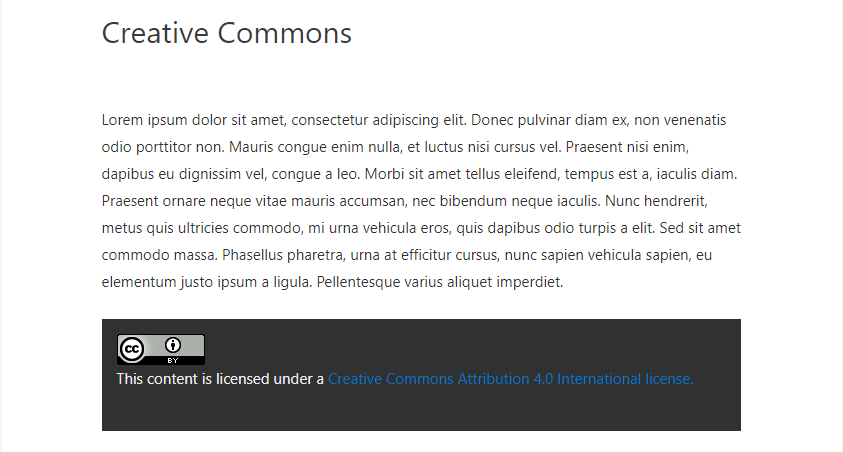 Creative Commons
Lorem ipsum dolor sit amet, consectetur adipiscing elit. Donec pulvinar diam ex, non venenatis
odio porttitor non. Mauris congue enim nulla, et luctus nisi cursus vel. Praesent nisi enim,
dapibus eu dignissim vel, congue a leo. Morbi sit amet tellus eleifend, tempus est a, iaculis diam.
Praesent ornare neque vitae mauris accumsan, nec bibendum neque iaculis. Nunc hendrerit,
metus quis ultricies commodo, mi urna vehicula eros, quis dapibus odio turpis a elit. Sed sit amet
commodo massa. Phasellus pharetra, urna at efficitur cursus, nunc sapien vehicula sapien, eu
elementum justo ipsum a ligula. Pellentesque varius aliquet imperdiet.
cc
BY
This content is licensed under a Creative Commons Attribution 4.0 International license.